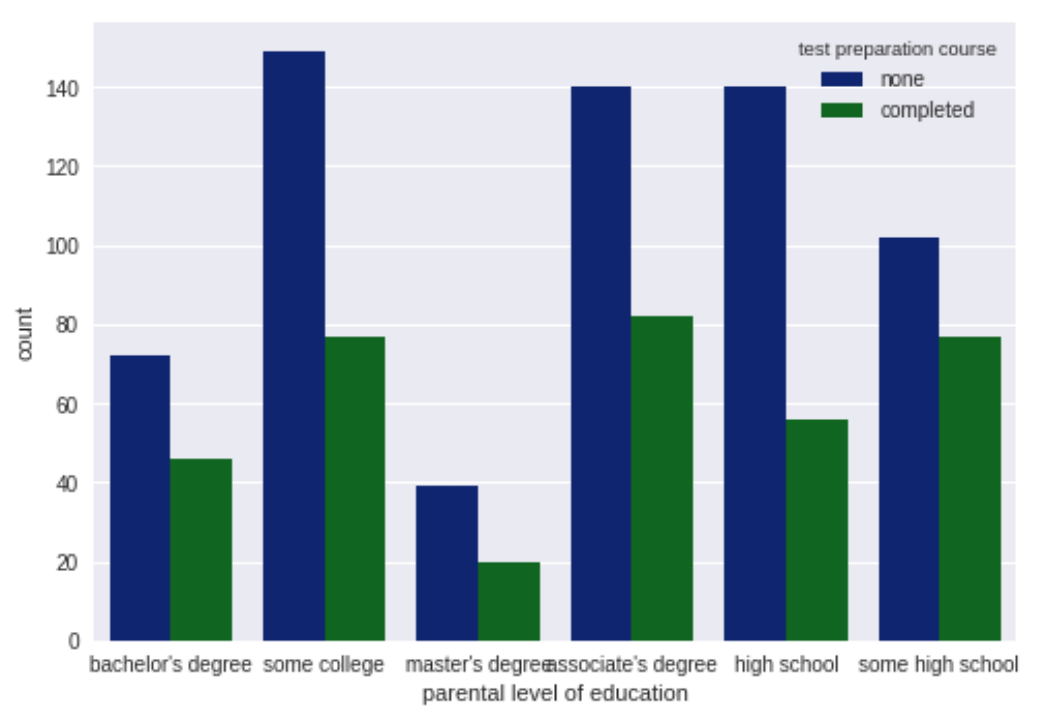 test preparation course
none
completed
140
120
100
80
60
40
20
0
count
bachelor's degree some college master's degree associate's degree high school some high school
parental level of education